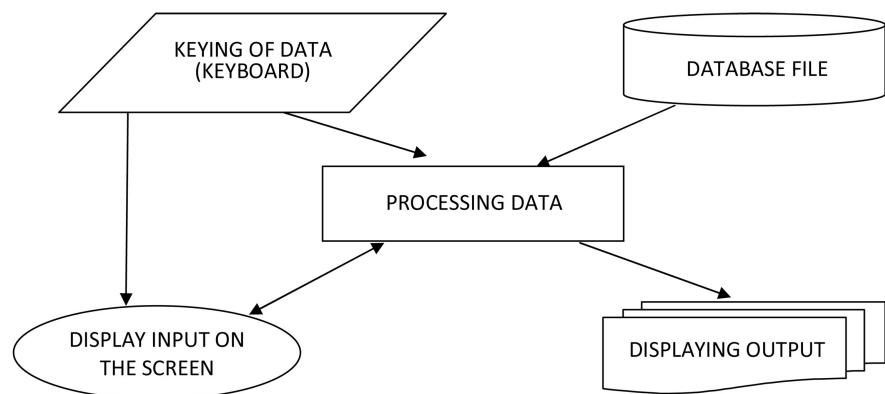 KEYING OF DATA
(KEYBOARD)
DATABASE FILE
PROCESSING DATA
DISPLAY INPUT ON
THE SCREEN
DISPLAYING OUTPUT